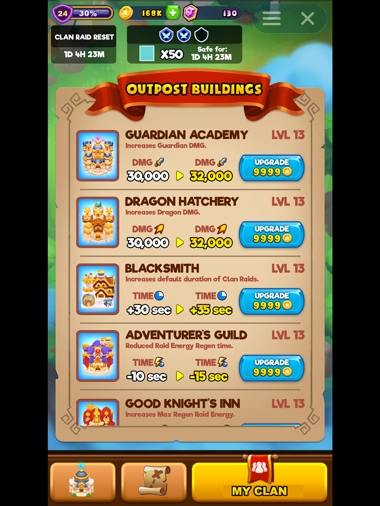 24 30% 168K 130
CLAN RAID RESET
1D 4H 23M
X50 Safe for:
1D 4H 23M
OUTPOST BUILDINGS
GUARDIAN ACADEMY LVL 13
Increases Guardian DMG.
DMG DMG
30,000 32,000
UPGRADE
9999
DRAGON HATCHERY LVL 13
Increases Dragon DMG.
DMG DMG
30,000 32,000
UPGRADE
9999
BLACKSMITH LVL 13
Increases default duration of Clan Raids.
TIME TIME
+30 sec +35 sec
UPGRADE
9999
ADVENTURER'S GUILD LVL 13
Reduced Raid Energy Regen time.
TIME TIME
-10 sec -15 sec
UPGRADE
9999
GOOD KNIGHT'S INN LVL 13
Increases Max Regen Raid Energy.
MY CLAN